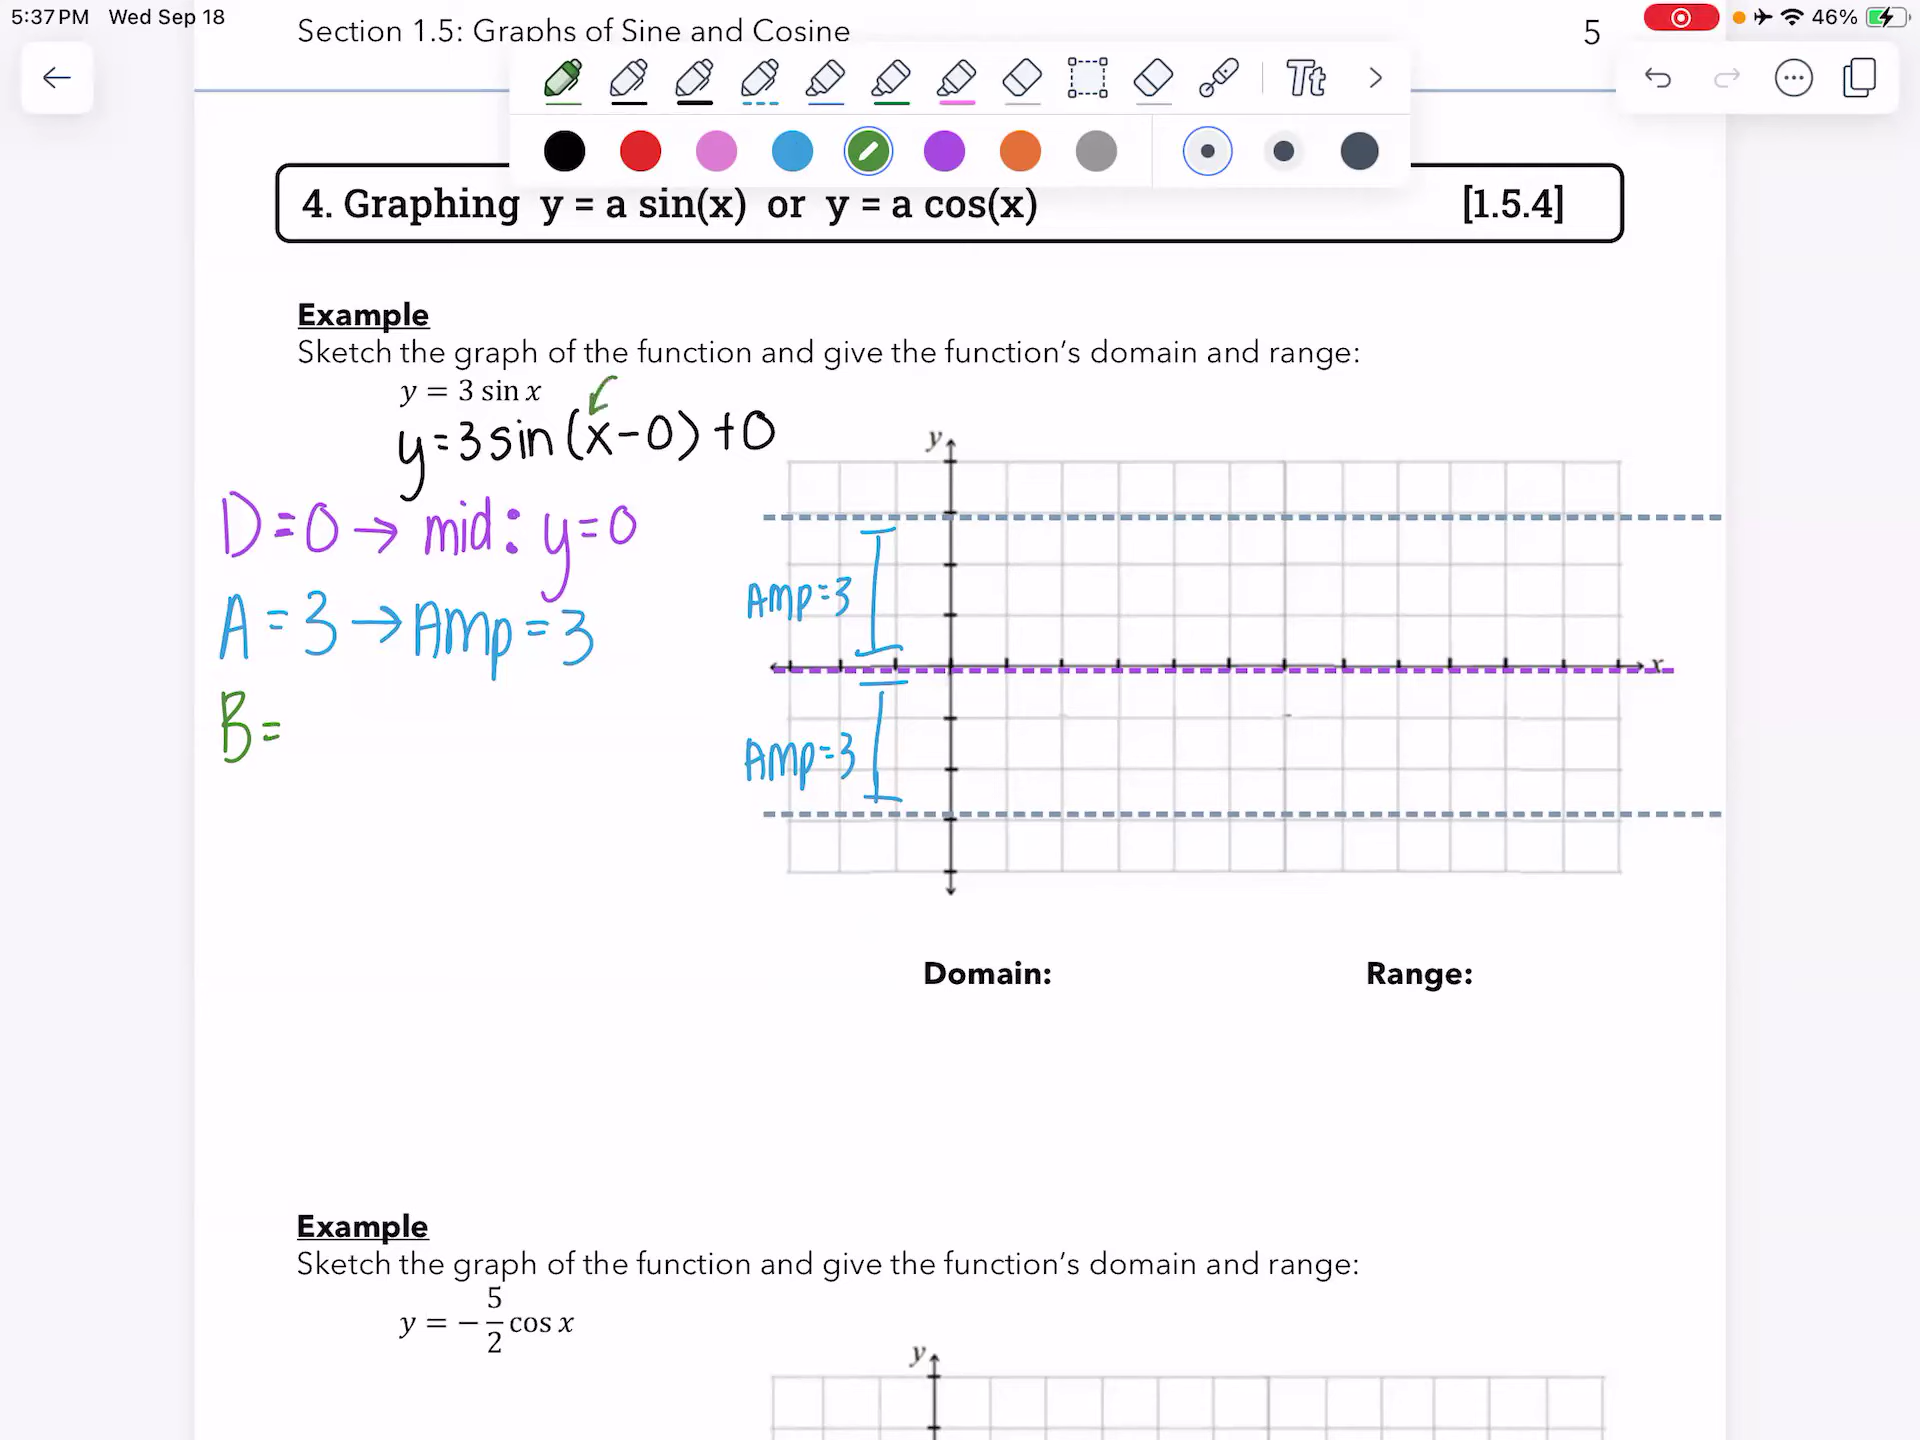 5:37 PM Wed Sep 18
46%
Section 1.5: Graphs of Sine and Cosine
5
Tt
4. Graphing y = a sin(x) or y = a cos(x)
[1.5.4]
Example
Sketch the graph of the function and give the function's domain and range:
y = 3 sin x
y=3sin(x-0)+0
D=0→ mid: y=0
A=3→Amp=3
B=
y
Amp=3
x
Amp=3
Domain:
Range:
Example
Sketch the graph of the function and give the function's domain and range:
y = −5/2 cos x
y